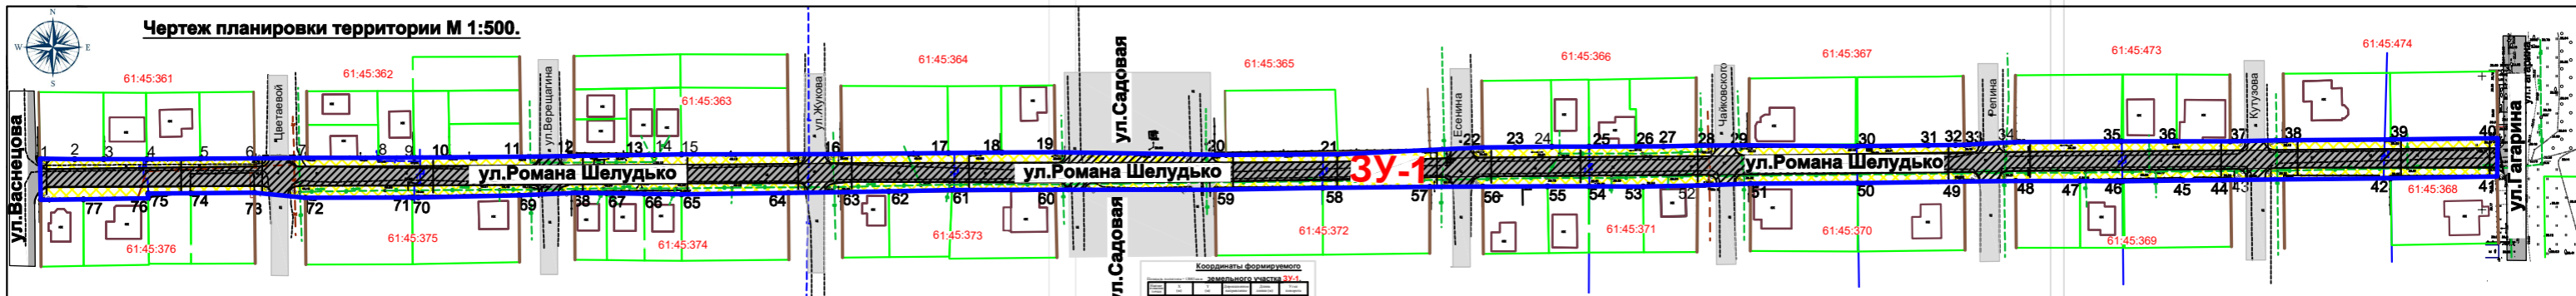 Чертеж планировки территории М 1:500.
N
W E
S
61:45:361
61:45:362
61:45:363
61:45:364
61:45:365
61:45:366
61:45:367
61:45:473
61:45:474
ул.Васнецова
ул.Цветаевой
ул.Верещагина
ул.Жукова
ул.Садовая
Есенина
Чайковского
Репина
Кутузова
ул.Гагарина
ул.Гагарина
1 2 3 4 5 6 7 8 9 10 11 12 13 14 15 16 17 18 19 20 21 22 23 24 25 26 27 28 29 30 31 32 33 34 35 36 37 38 39 40
ул.Романа Шелудько
ул.Романа Шелудько
ЗУ-1
ул.Романа Шелудько
77 76 75 74 73 72 71 70 69 68 67 66 65 64 63 62 61 60 59 58 57 56 55 54 53 52 51 50 49 48 47 46 45 44 43 42 41
ул.Садовая
61:45:376
61:45:375
61:45:374
61:45:373
61:45:372
61:45:371
61:45:370
61:45:369
61:45:368
Координаты формируемого
земельного участка ЗУ-1.